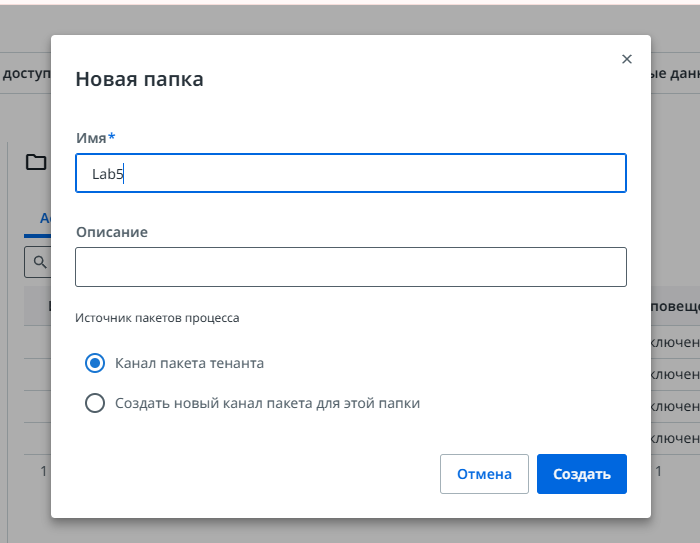 доступ
ые данн
Новая папка
Имя*
Lab5
Описание
Источник пакетов процесса
повеще
Канал пакета тенанта
ключен
ключен
Создать новый канал пакета для этой папки
ключен
ключен
Отмена
Создать
1
1